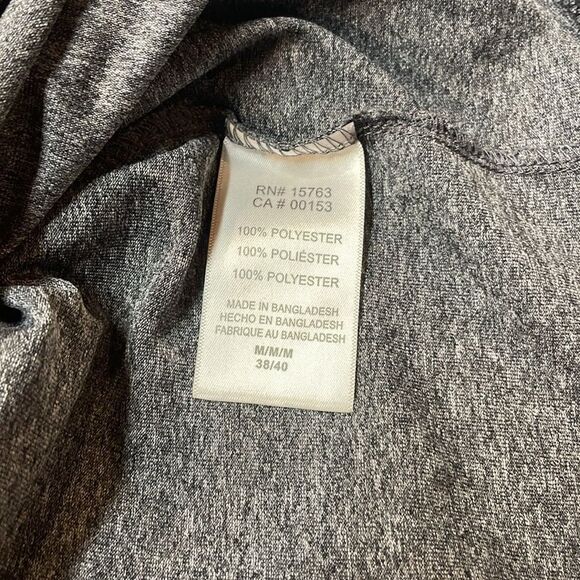 RN# 15763
CA # 00153
100% POLYESTER
100% POLIÉSTER
100% POLYESTER
MADE IN BANGLADESH
HECHO EN BANGLADESH
FABRIQUE AU BANGLADESH
M/M/M
38/40